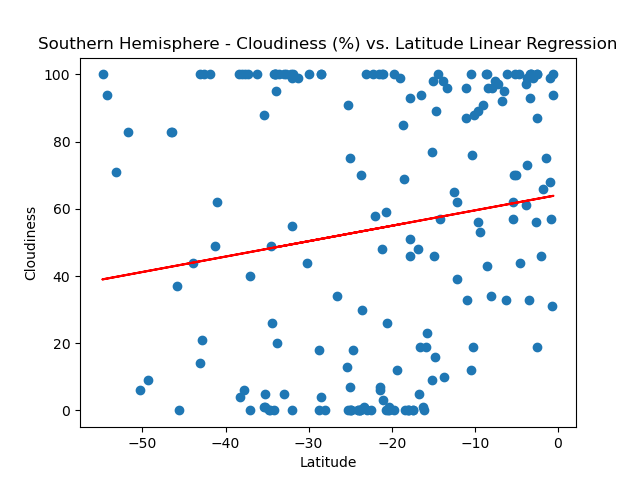 Southern Hemisphere - Cloudiness (%) vs. Latitude Linear Regression
100
80
60
40
20
0
Cloudiness
−50 −40 −30 −20 −10 0
Latitude